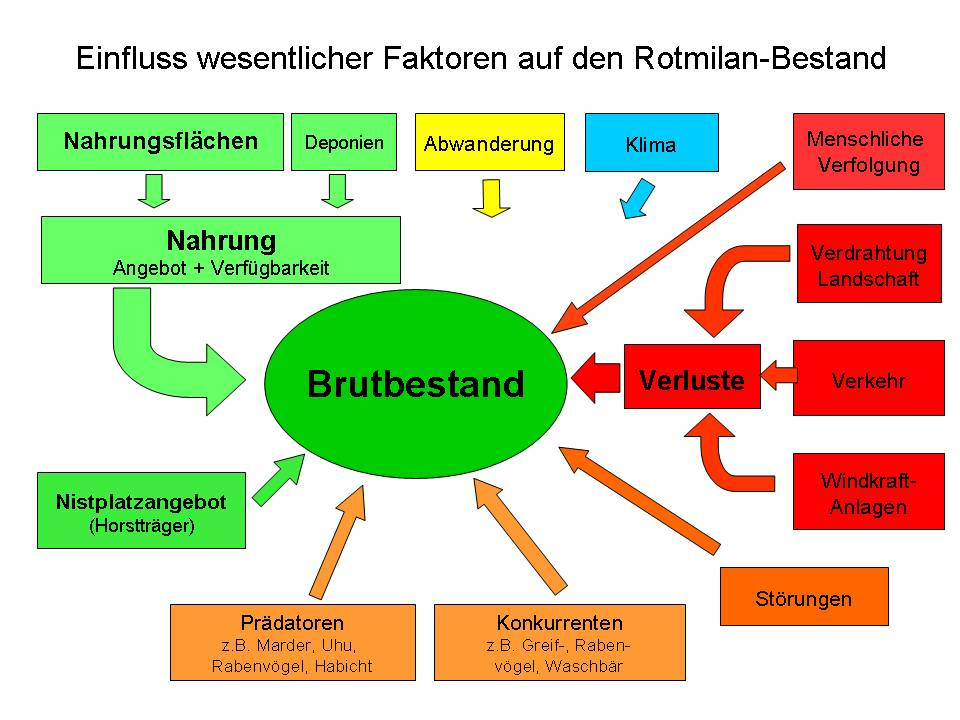 Einfluss wesentlicher Faktoren auf den Rotmilan-Bestand
Nahrungsflächen
Deponien
Abwanderung
Klima
Menschliche
Verfolgung
Nahrung
Angebot + Verfügbarkeit
Verdrahtung
Landschaft
Brutbestand
Verluste
Verkehr
Nistplatzangebot
(Horstträger)
Windkraft-
Anlagen
Störungen
Prädatoren
z.B. Marder, Uhu,
Rabenvögel, Habicht
Konkurrenten
z.B. Greif-, Raben-
vögel, Waschbär